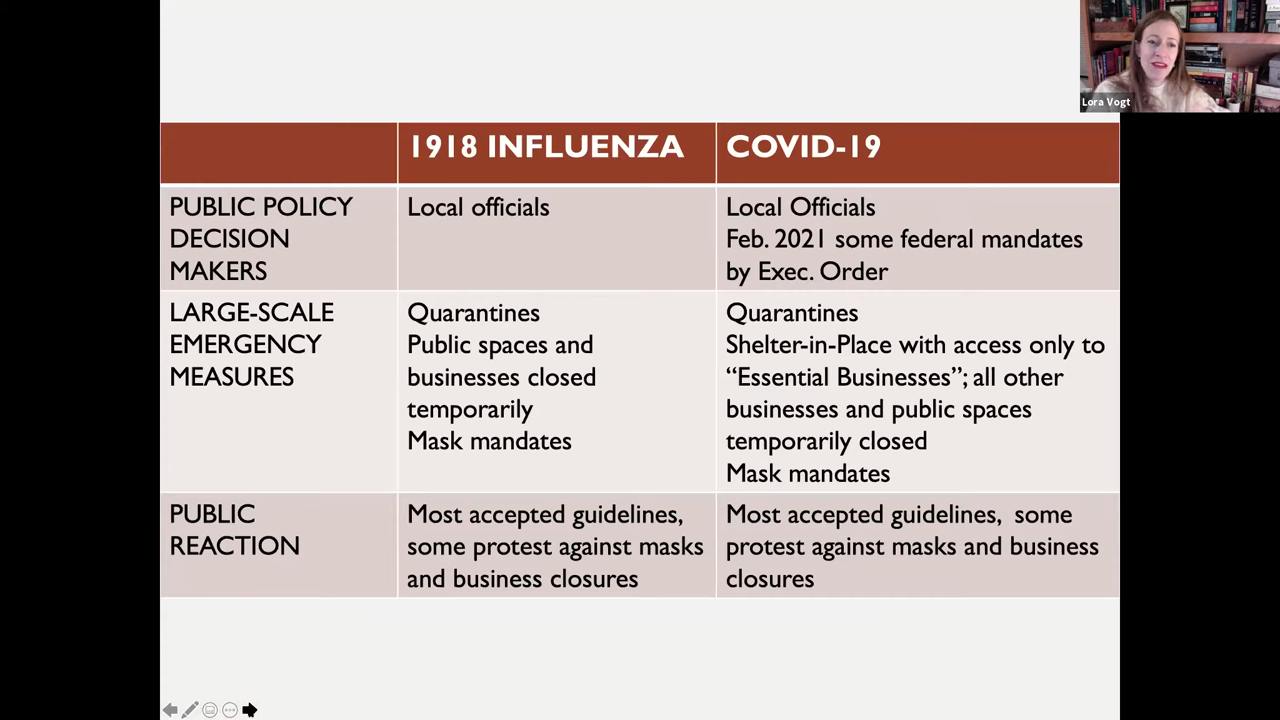 Lora Vogt
1918 INFLUENZA
COVID-19
PUBLIC POLICY
DECISION
MAKERS
Local officials
Local Officials
Feb. 2021 some federal mandates
by Exec. Order
LARGE-SCALE
EMERGENCY
MEASURES
Quarantines
Public spaces and
businesses closed
temporarily
Mask mandates
Quarantines
Shelter-in-Place with access only to
“Essential Businesses”; all other
businesses and public spaces
temporarily closed
Mask mandates
PUBLIC
REACTION
Most accepted guidelines,
some protest against masks
and business closures
Most accepted guidelines, some
protest against masks and business
closures